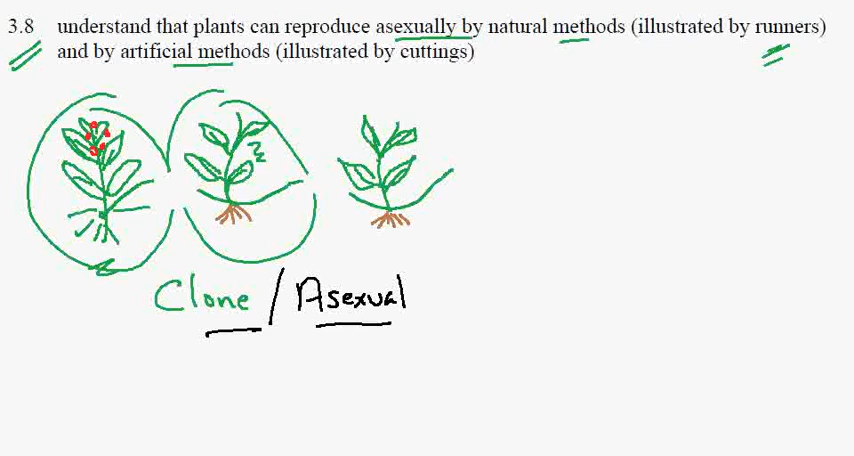 3.8 understand that plants can reproduce asexually by natural methods (illustrated by runners)
and by artificial methods (illustrated by cuttings)
Clone / Asexual